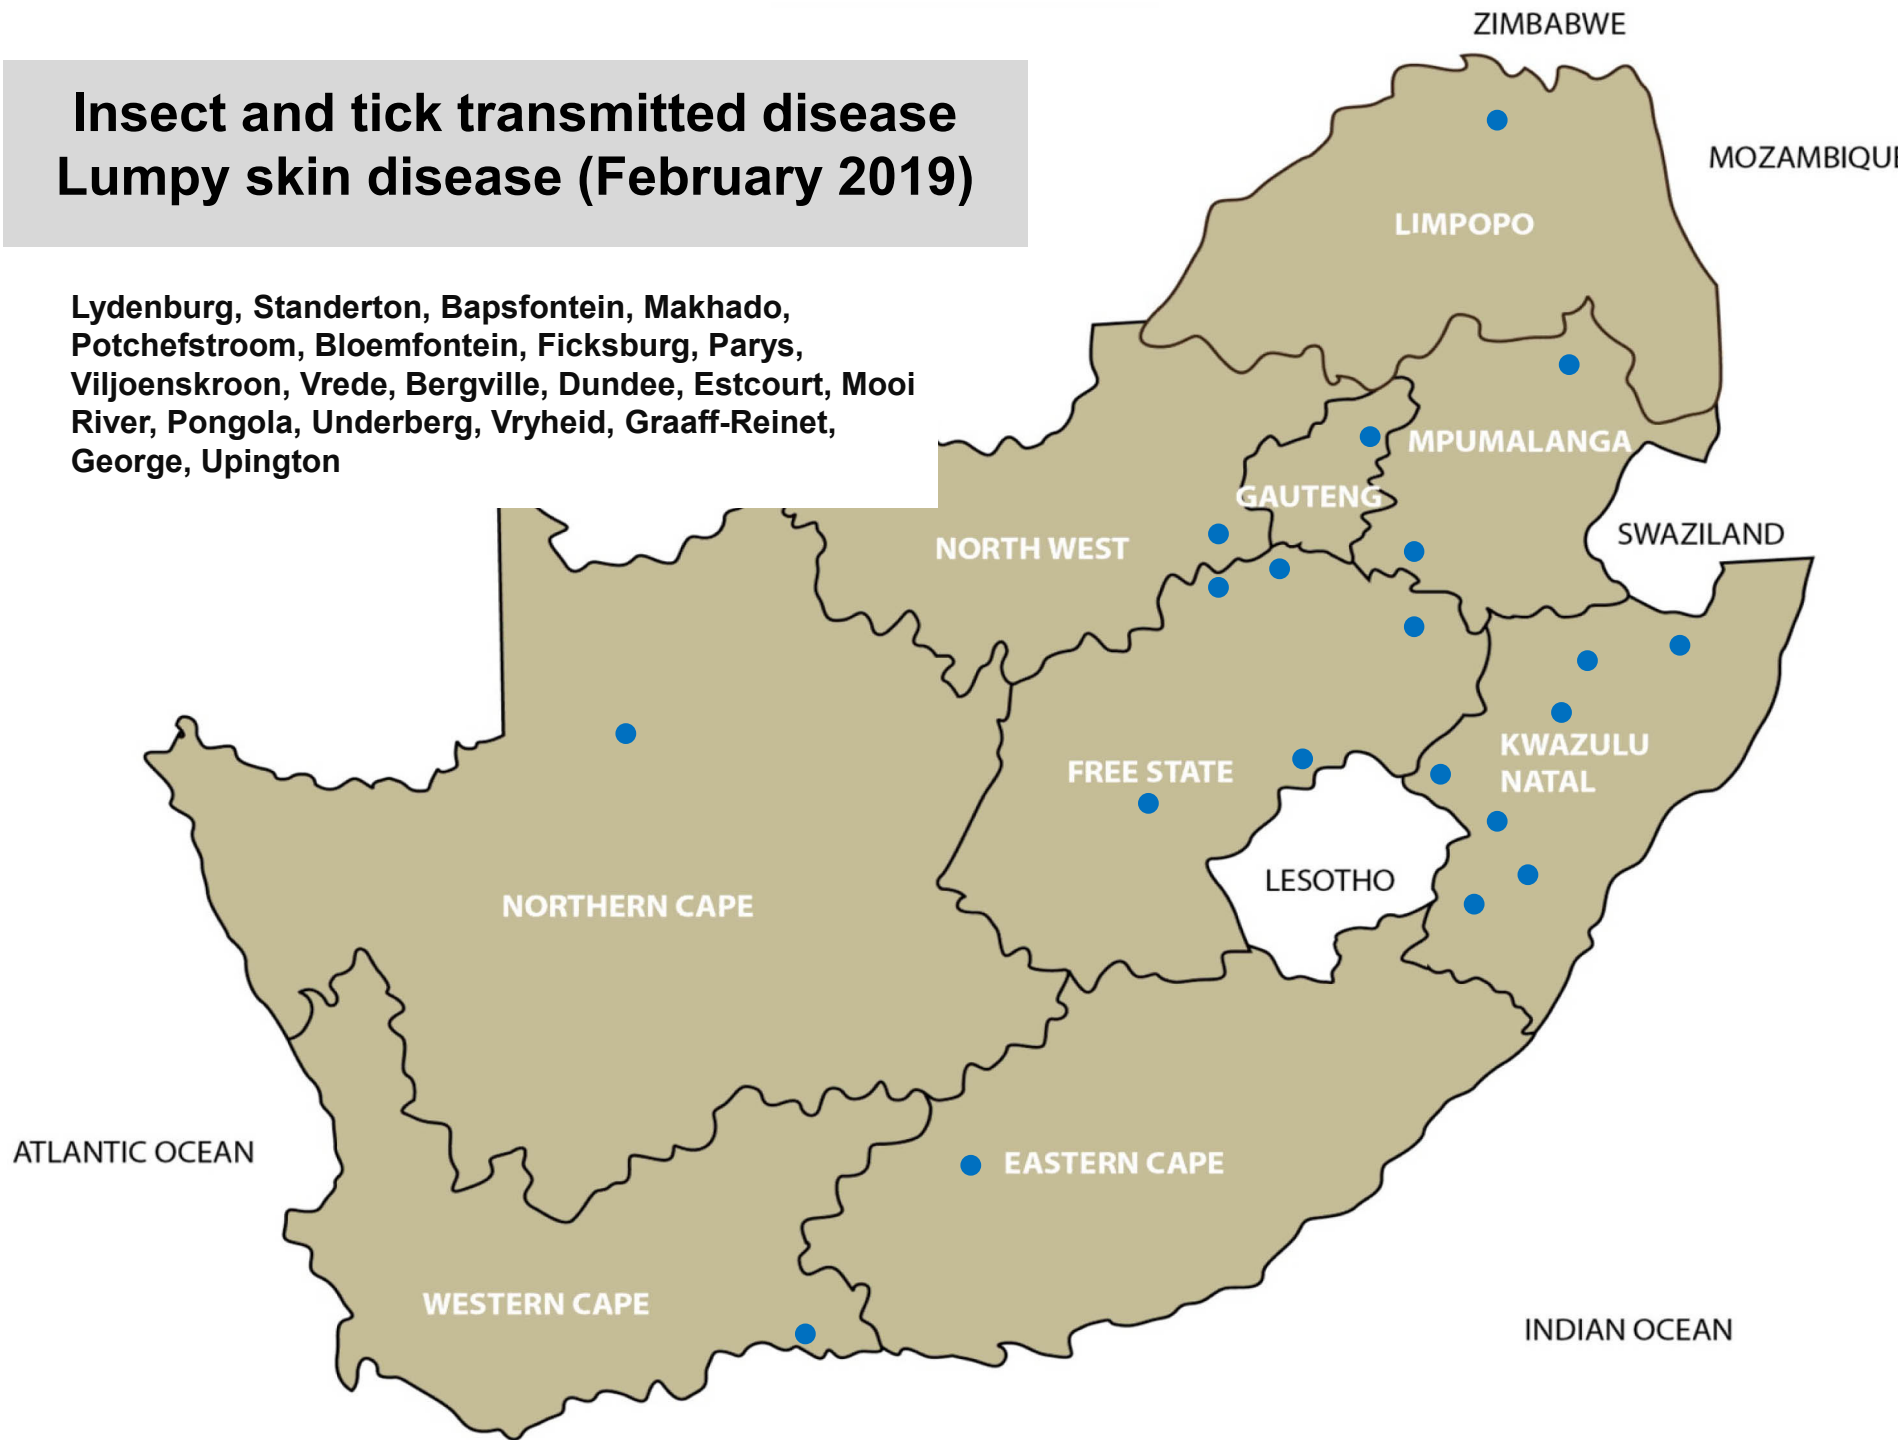 Insect and tick transmitted disease
Lumpy skin disease (February 2019)
Lydenburg, Standerton, Bapsfontein, Makhado,
Potchefstroom, Bloemfontein, Ficksburg, Parys,
Viljoenskroon, Vrede, Bergville, Dundee, Estcourt, Mooi
River, Pongola, Underberg, Vryheid, Graaff-Reinet,
George, Upington
ZIMBABWE
MOZAMBIQUE
LIMPOPO
MPUMALANGA
GAUTENG
SWAZILAND
NORTH WEST
KWAZULU
NATAL
FREE STATE
LESOTHO
NORTHERN CAPE
ATLANTIC OCEAN
EASTERN CAPE
WESTERN CAPE
INDIAN OCEAN